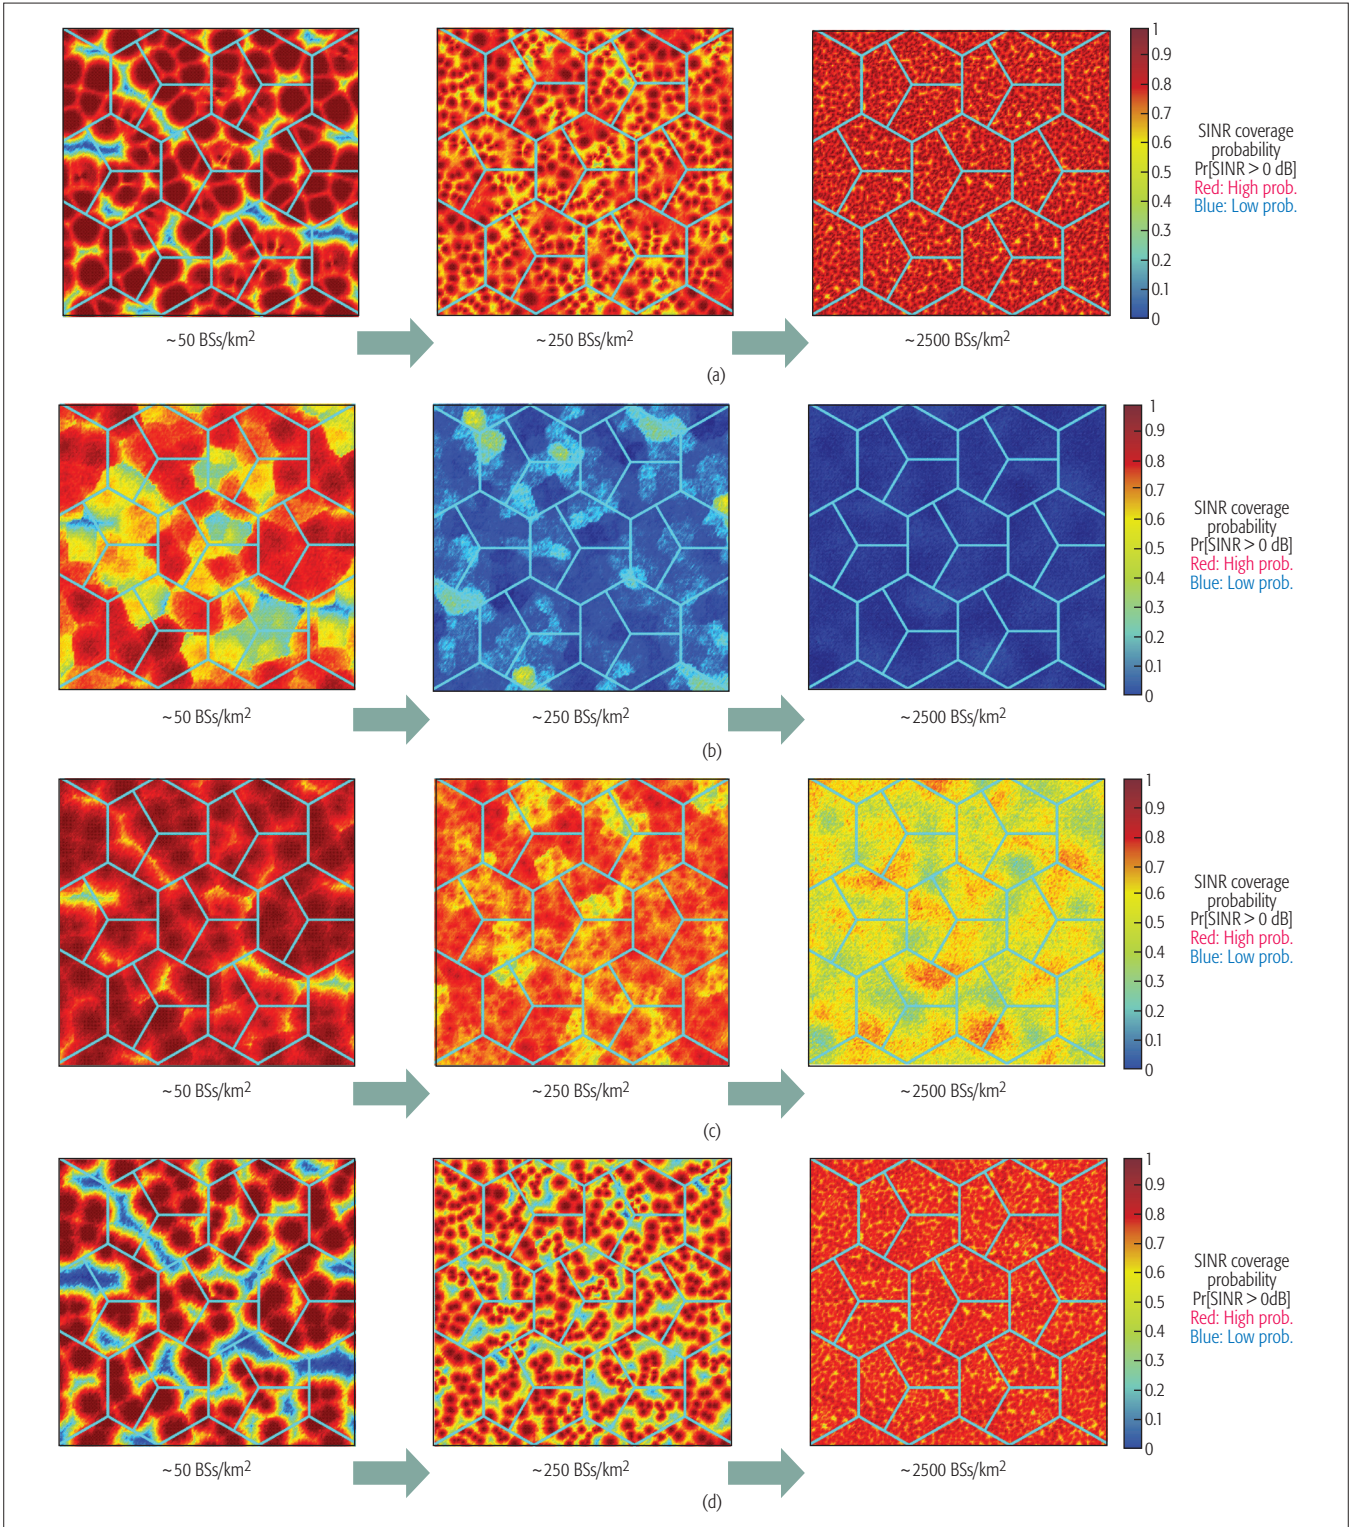 1
0.9
0.8
0.7
0.6
0.5
0.4
0.3
0.2
0.1
0
SINR coverage
probability
Pr[SINR > 0 dB]
Red: High prob.
Blue: Low prob.
~50 BSs/km²
~250 BSs/km²
~2500 BSs/km²
(a)
1
0.9
0.8
0.7
0.6
0.5
0.4
0.3
0.2
0.1
0
SINR coverage
probability
Pr[SINR > 0 dB]
Red: High prob.
Blue: Low prob.
~50 BSs/km²
~250 BSs/km²
~2500 BSs/km²
(b)
1
0.9
0.8
0.7
0.6
0.5
0.4
0.3
0.2
0.1
0
SINR coverage
probability
Pr[SINR > 0 dB]
Red: High prob.
Blue: Low prob.
~50 BSs/km²
~250 BSs/km²
~2500 BSs/km²
(c)
1
0.9
0.8
0.7
0.6
0.5
0.4
0.3
0.2
0.1
0
SINR coverage
probability
Pr[SINR > 0dB]
Red: High prob.
Blue: Low prob.
~50 BSs/km²
~250 BSs/km²
~2500 BSs/km²
(d)